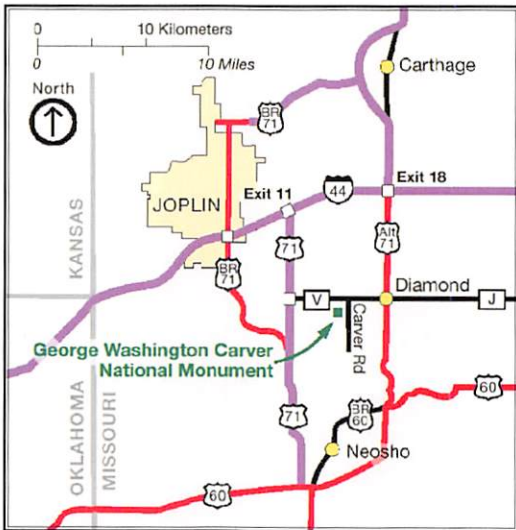 0 10 Kilometers
0 10 Miles
North
Carthage
BR
71
Exit 11
44
Exit 18
JOPLIN
71
Alt
71
KANSAS
BR
71
V
Diamond
J
George Washington Carver
National Monument
Carver Rd
60
71
BR
60
OKLAHOMA
MISSOURI
Neosho
60